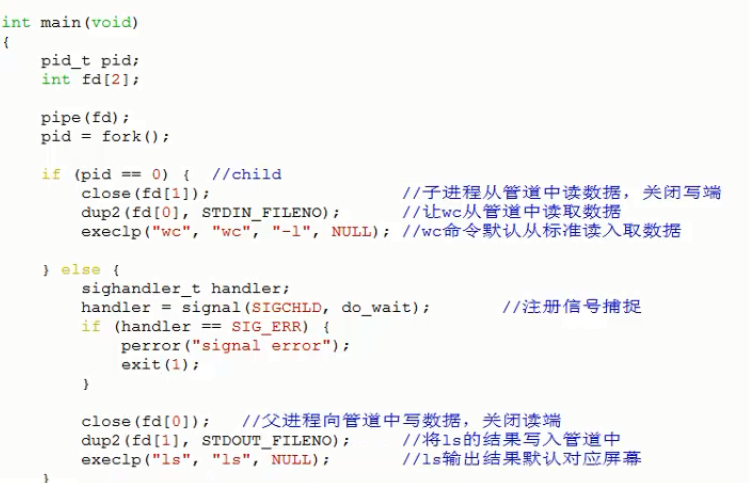 int main(void)
{
    pid_t pid;
    int fd[2];

    pipe(fd);
    pid = fork();

    if (pid == 0) {  //child
        close(fd[1]);                   //子进程从管道中读数据，关闭写端
        dup2(fd[0], STDIN_FILENO);      //让wc从管道中读取数据
        execlp("wc", "wc", "-l", NULL); //wc命令默认从标准读入取数据

    } else {
        sighandler_t handler;
        handler = signal(SIGCHLD, do_wait);       //注册信号捕捉
        if (handler == SIG_ERR) {
            perror("signal error");
            exit(1);
        }

        close(fd[0]);   //父进程向管道中写数据，关闭读端
        dup2(fd[1], STDOUT_FILENO);     //将ls的结果写入管道中
        execlp("ls", "ls", NULL);       //ls输出结果默认对应屏幕
    }